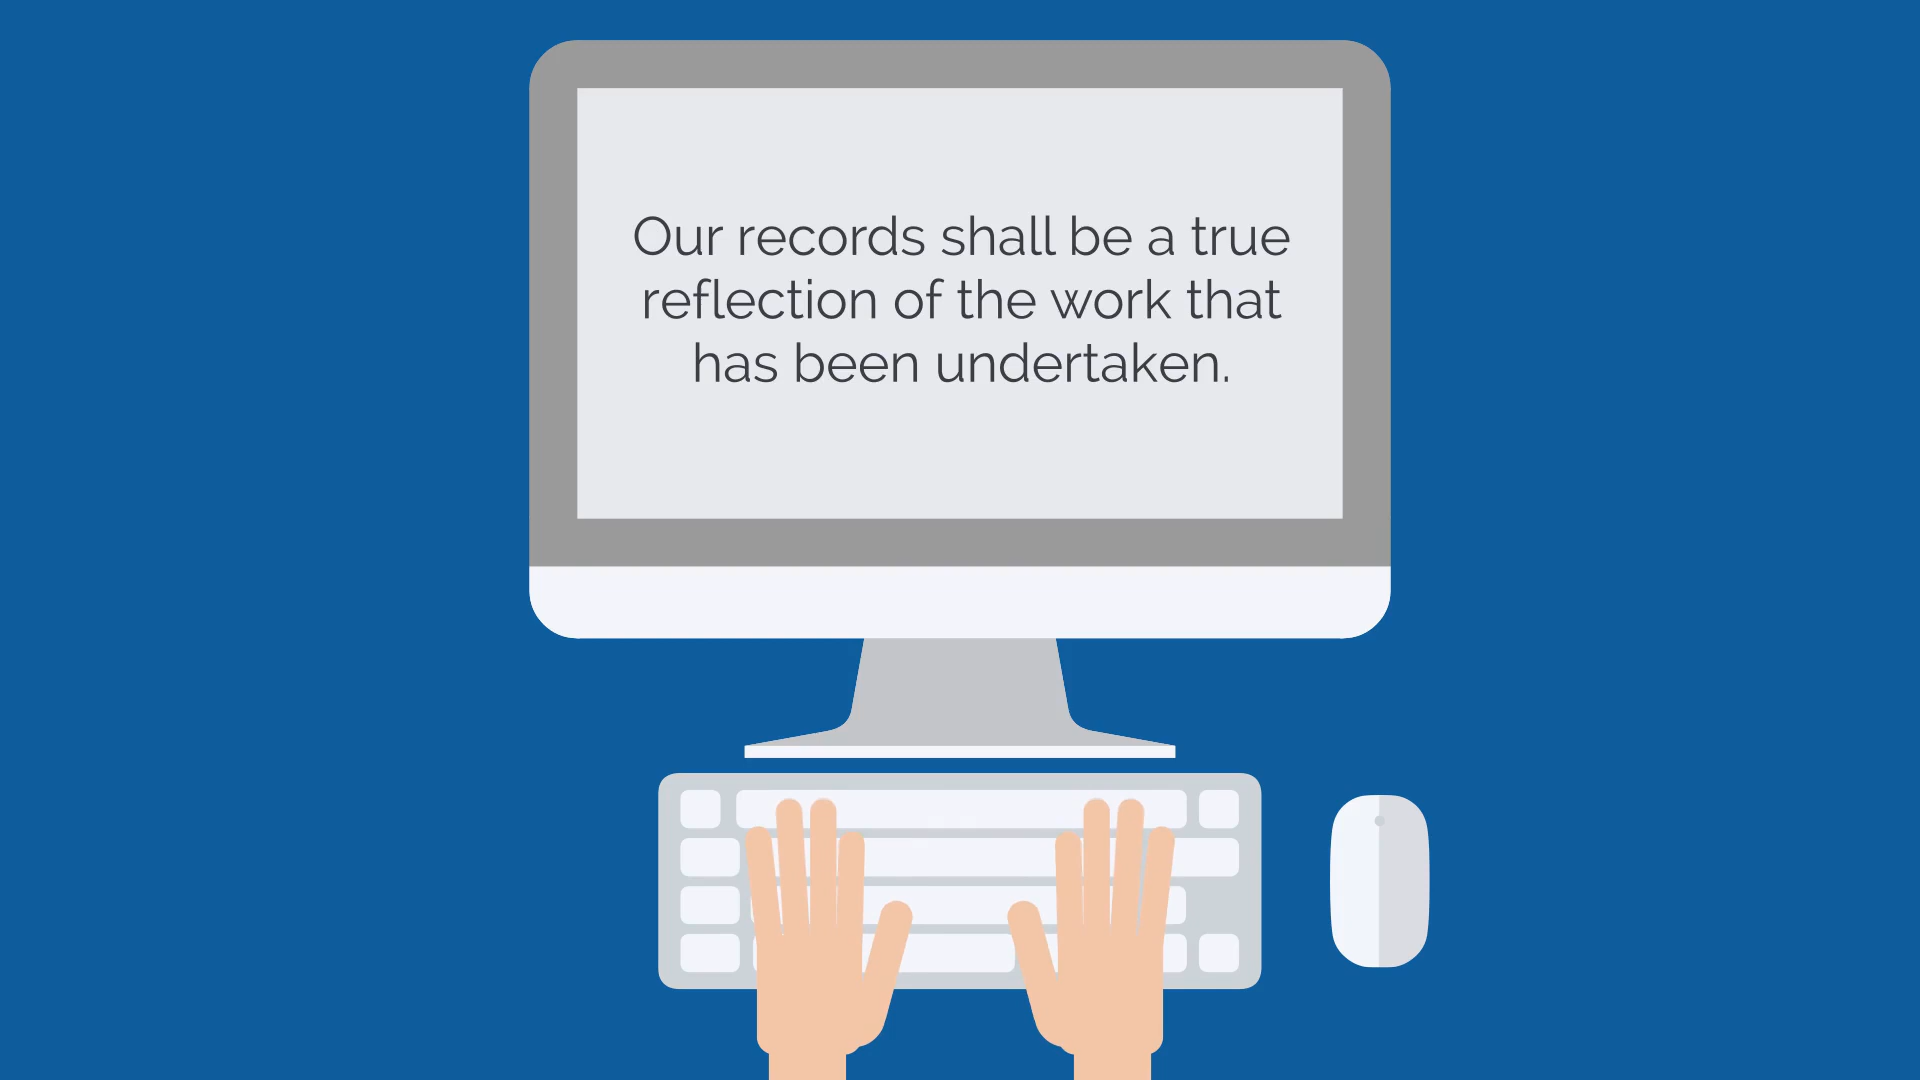 Our records shall be a true
reflection of the work that
has been undertaken.